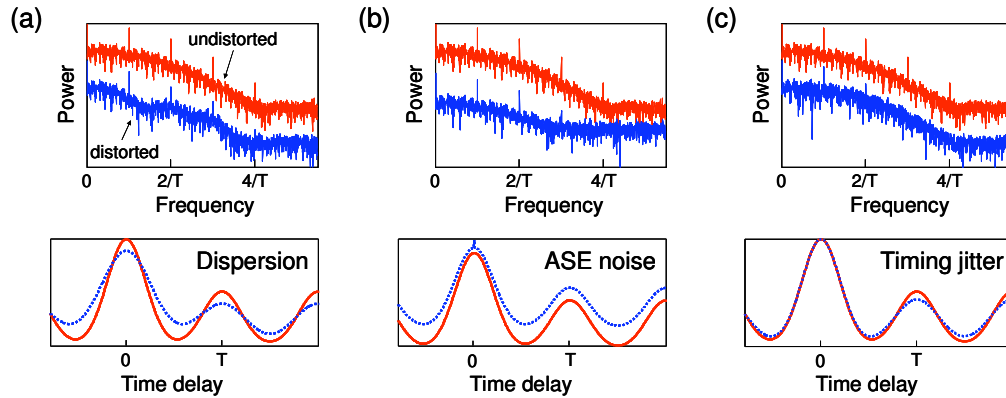 (a)
Power
undistorted
distorted
0
2/T
4/T
Frequency
Dispersion
0
T
Time delay
(b)
Power
0
2/T
4/T
Frequency
ASE noise
0
T
Time delay
(c)
Power
0
2/T
4/T
Frequency
Timing jitter
0
T
Time delay